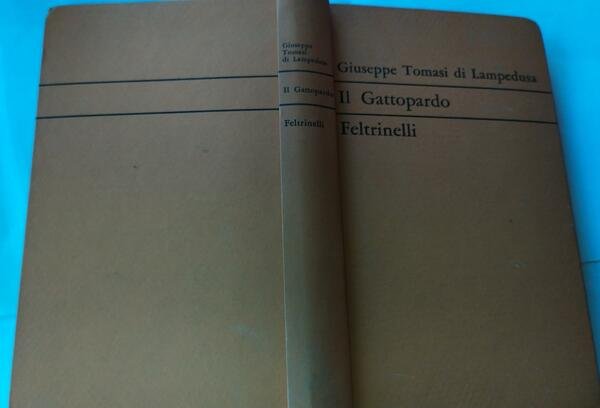 Giuseppe
Tomasi
di Lampedusa
Il Gattopardo
Feltrinelli
Giuseppe Tomasi di Lampedusa
Il Gattopardo
Feltrinelli